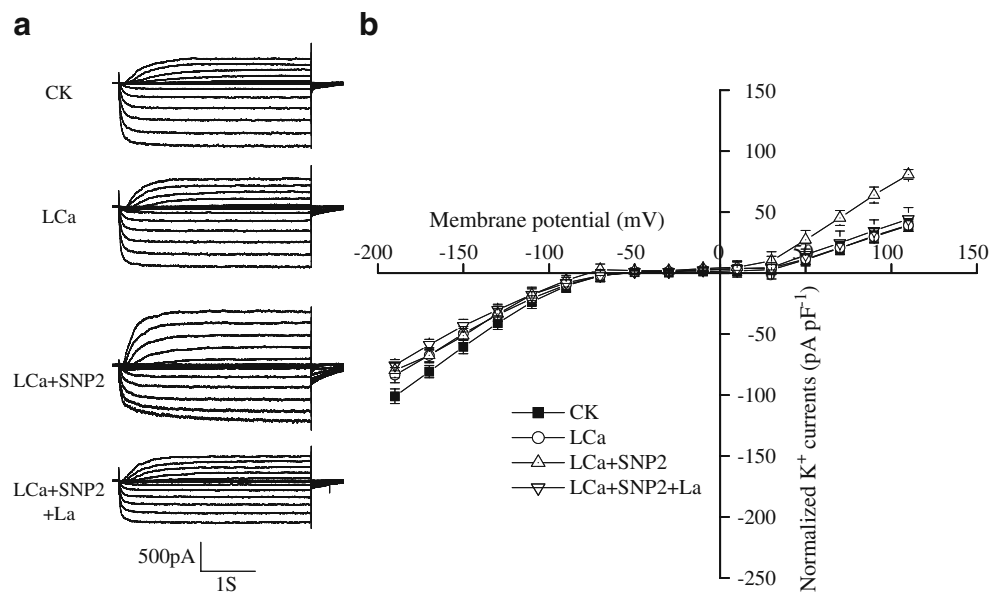 a
b
CK
LCa
LCa+SNP2
LCa+SNP2
+La
500pA
1S
Membrane potential (mV)
-200
-150
-100
-50
0
50
100
150
150
100
50
-50
-100
-150
-200
-250
Normalized K⁺ currents (pA pF⁻¹)
CK
LCa
LCa+SNP2
LCa+SNP2+La